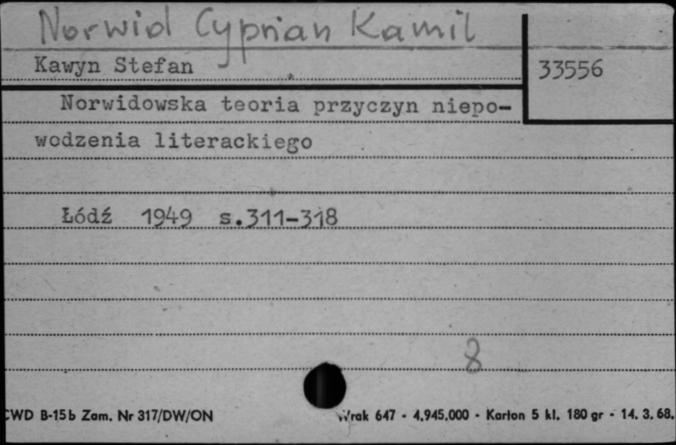 Norwid Cyprian Kamil
Kawyn Stefan
33556
Norwidowska teoria przyczyn niepo-
wodzenia literackiego
Łódź 1949 s.311-318
8
CWD B-15b Zam. Nr 317/DW/ON
Wrak 647 - 4.945.000 - Karton 5 kl. 180 gr - 14. 3. 68.